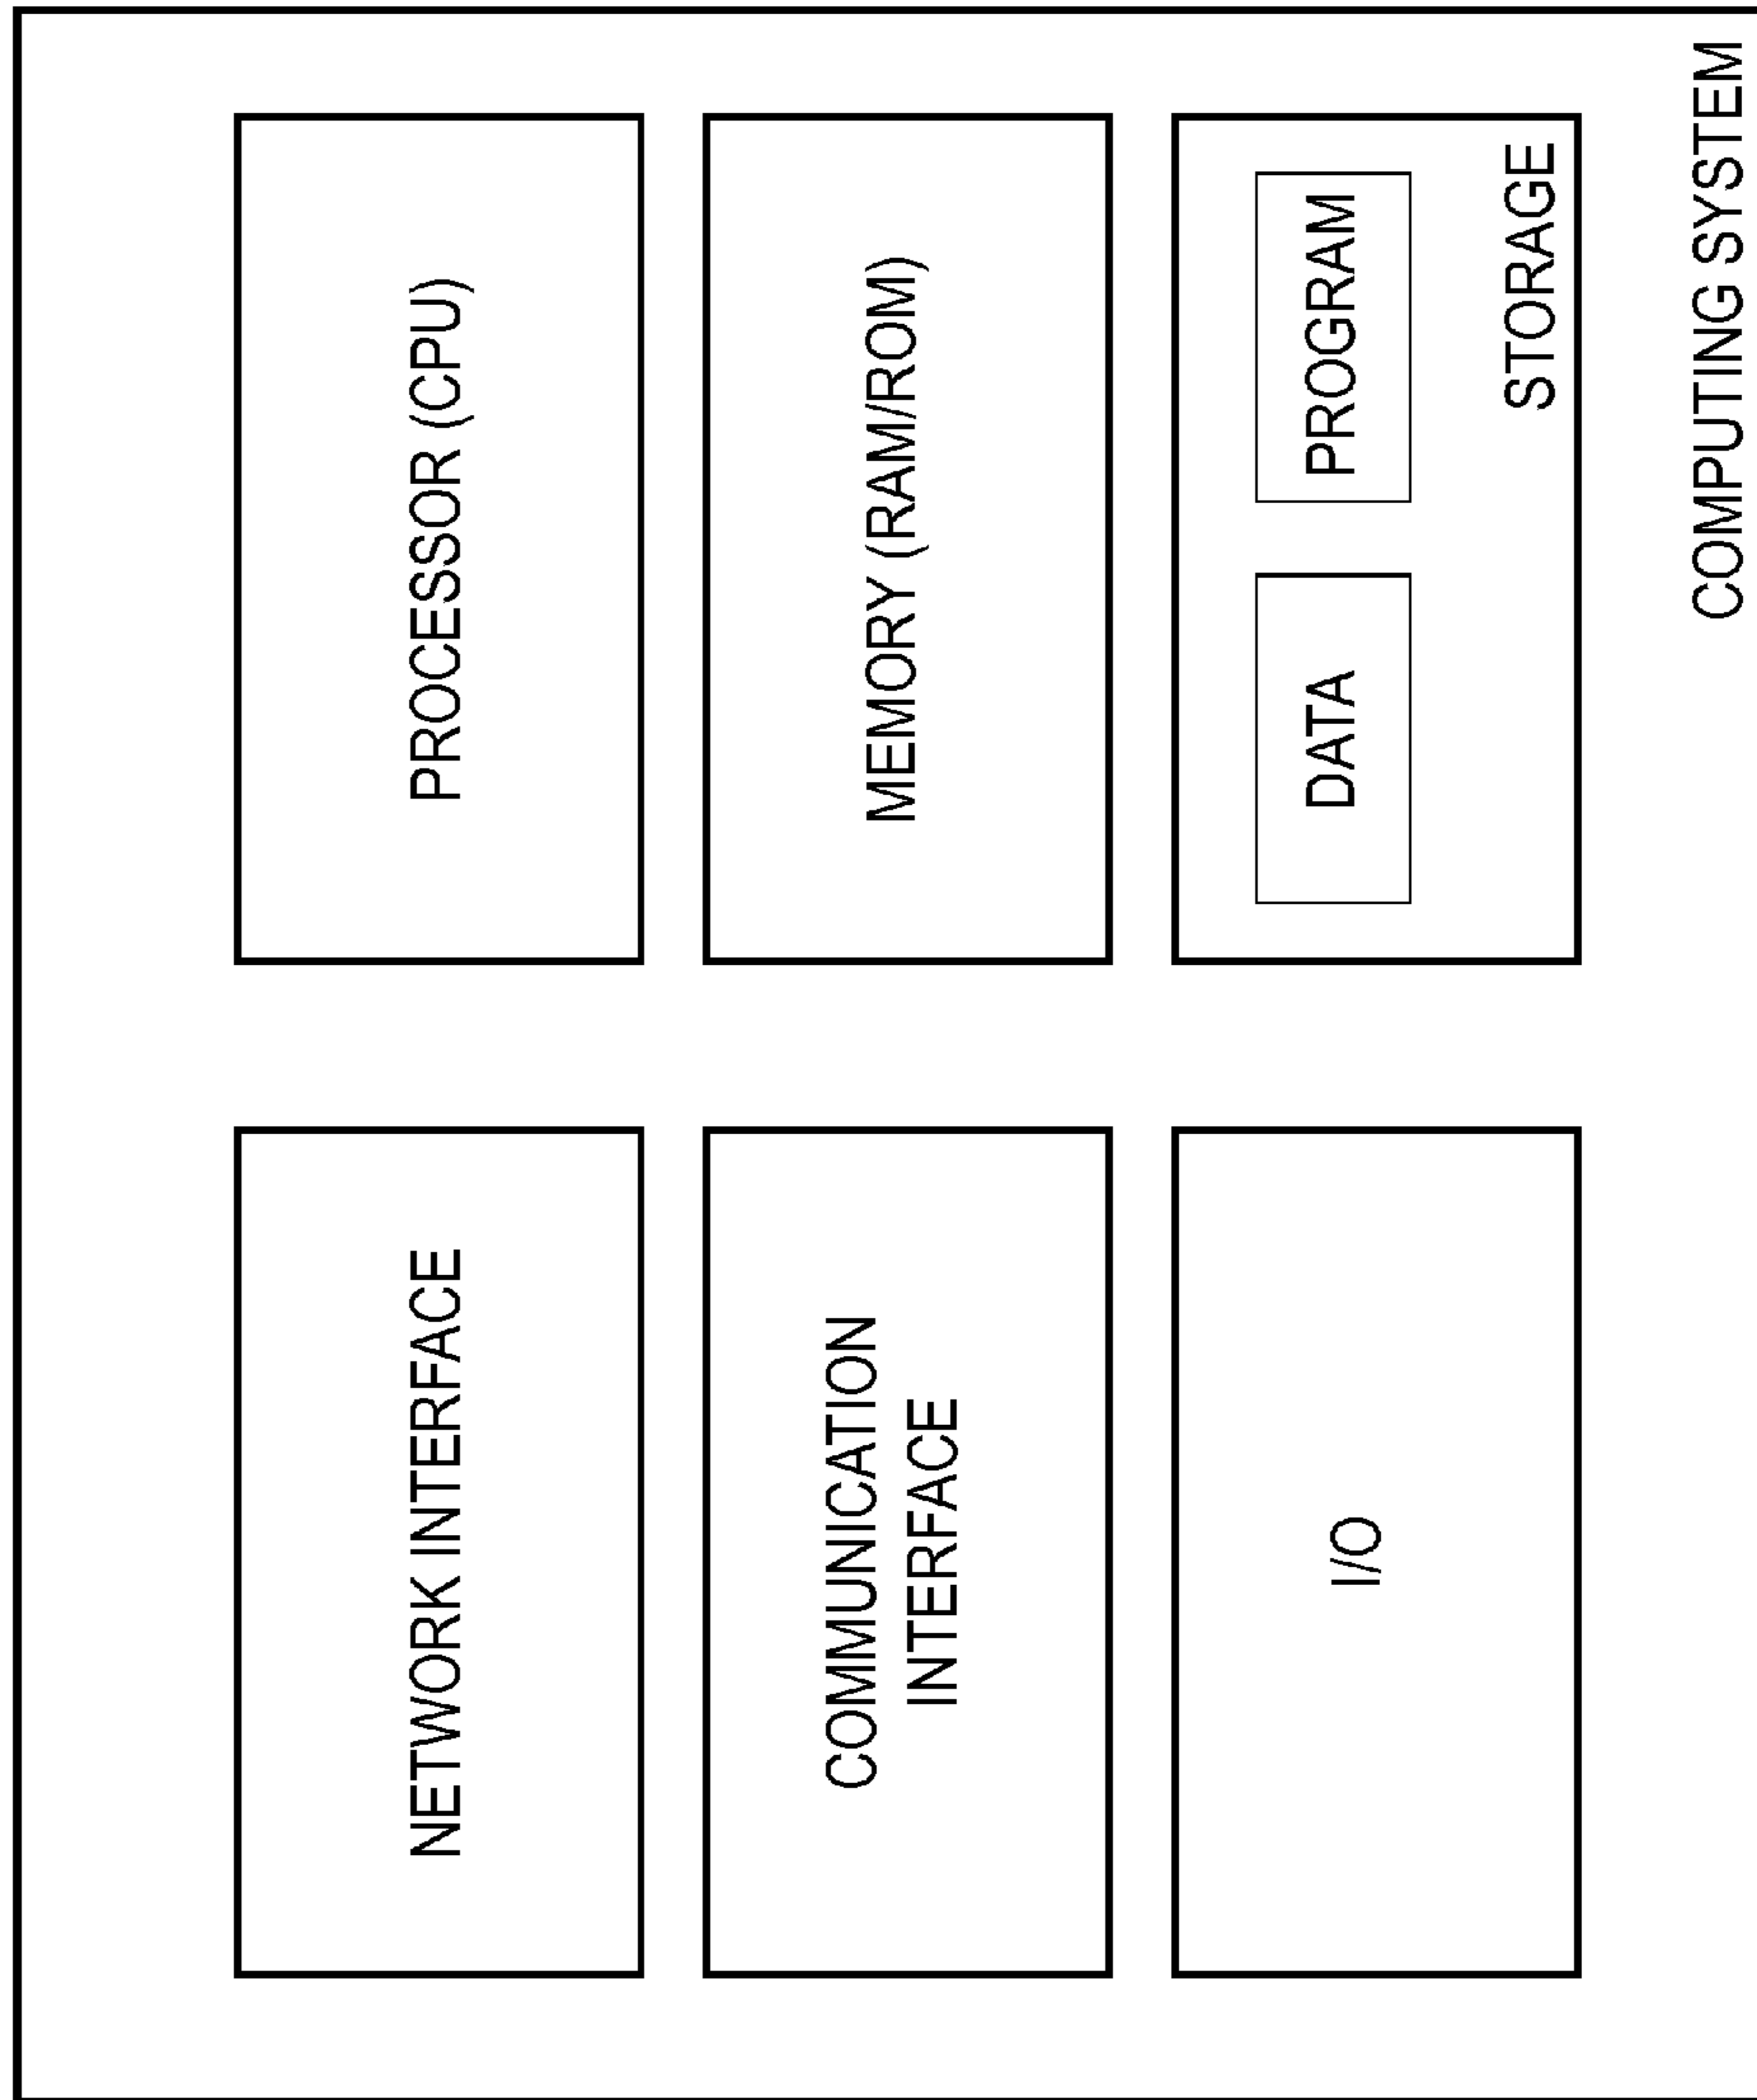 NETWORK INTERFACE
PROCESSOR (CPU)
COMMUNICATION
INTERFACE
MEMORY (RAM/ROM)
I/O
DATA
PROGRAM
STORAGE
COMPUTING SYSTEM